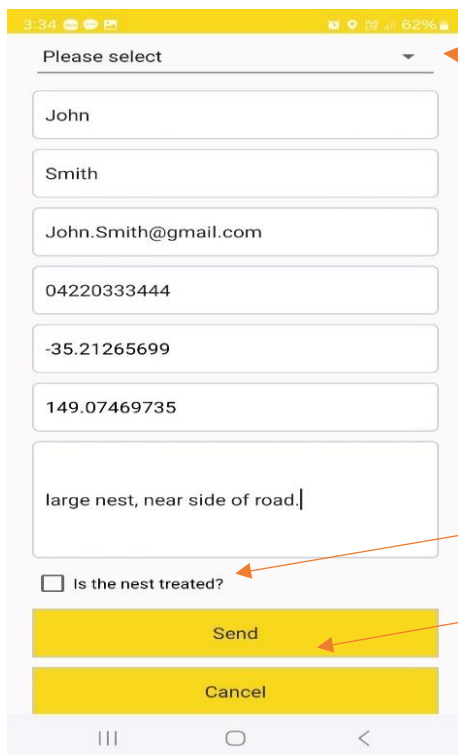 3:34 62%
Please select
John
Smith
John.Smith@gmail.com
04220333444
-35.21265699
149.07469735
large nest, near side of road.
Is the nest treated?
Send
Cancel